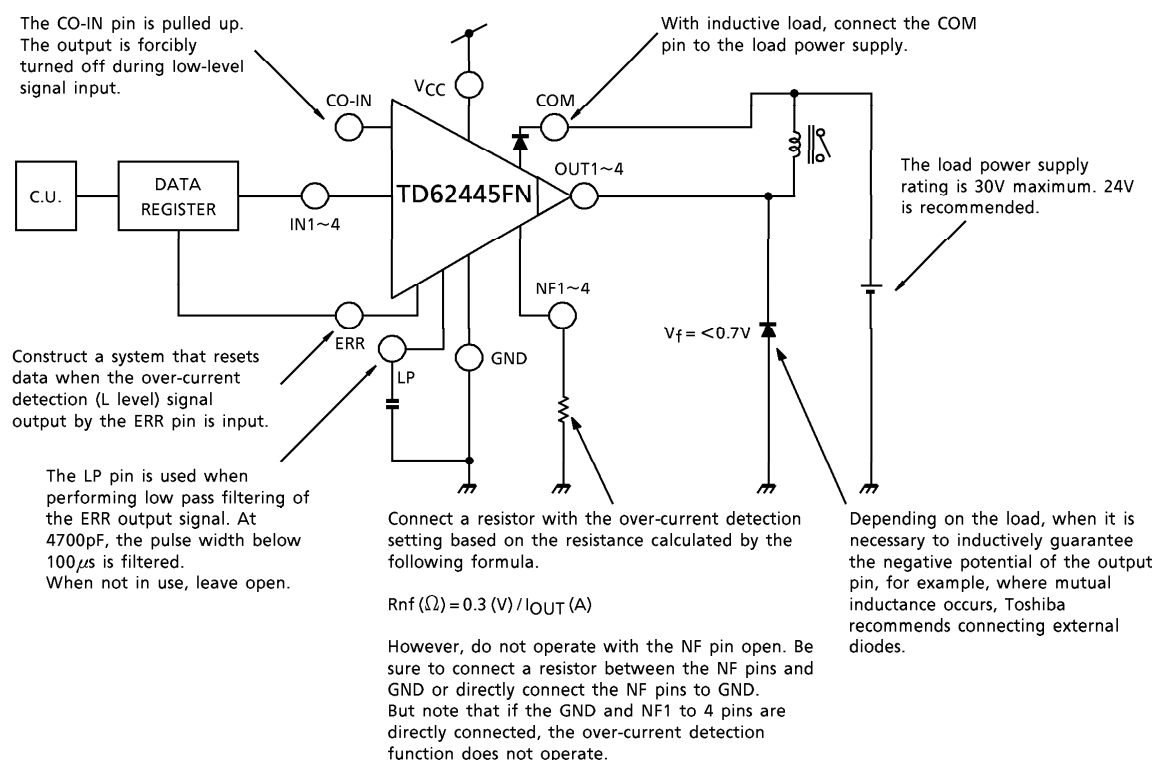 The CO-IN pin is pulled up.
The output is forcibly
turned off during low-level
signal input.
With inductive load, connect the COM
pin to the load power supply.
VCC
CO-IN
COM
C.U.
DATA
REGISTER
IN1~4
TD62445FN
OUT1~4
The load power supply
rating is 30V maximum. 24V
is recommended.
NF1~4
ERR
LP
GND
Vf = <0.7V
Construct a system that resets
data when the over-current
detection (L level) signal
output by the ERR pin is input.
The LP pin is used when
performing low pass filtering of
the ERR output signal. At
4700pF, the pulse width below
100μs is filtered.
When not in use, leave open.
Connect a resistor with the over-current detection
setting based on the resistance calculated by the
following formula.
Rnf (Ω) = 0.3 (V) / IOUT (A)
However, do not operate with the NF pin open. Be
sure to connect a resistor between the NF pins and
GND or directly connect the NF pins to GND.
But note that if the GND and NF1 to 4 pins are
directly connected, the over-current detection
function does not operate.
Depending on the load, when it is
necessary to inductively guarantee
the negative potential of the output
pin, for example, where mutual
inductance occurs, Toshiba
recommends connecting external
diodes.